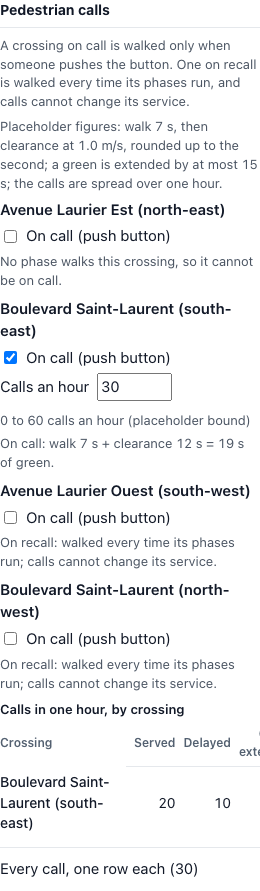 Pedestrian calls
A crossing on call is walked only when
someone pushes the button. One on recall
is walked every time its phases run, and
calls cannot change its service.
Placeholder figures: walk 7 s, then
clearance at 1.0 m/s, rounded up to the
second; a green is extended by at most 15
s; the calls are spread over one hour.
Avenue Laurier Est (north-east)
On call (push button)
No phase walks this crossing, so it cannot
be on call.
Boulevard Saint-Laurent (south-
east)
On call (push button)
Calls an hour 30
0 to 60 calls an hour (placeholder bound)
On call: walk 7 s + clearance 12 s = 19 s
of green.
Avenue Laurier Ouest (south-west)
On call (push button)
On recall: walked every time its phases
run; calls cannot change its service.
Boulevard Saint-Laurent (north-
west)
On call (push button)
On recall: walked every time its phases
run; calls cannot change its service.
Calls in one hour, by crossing
Crossing Served Delayed
Boulevard Saint-
Laurent (south-
east) 20 10
Every call, one row each (30)